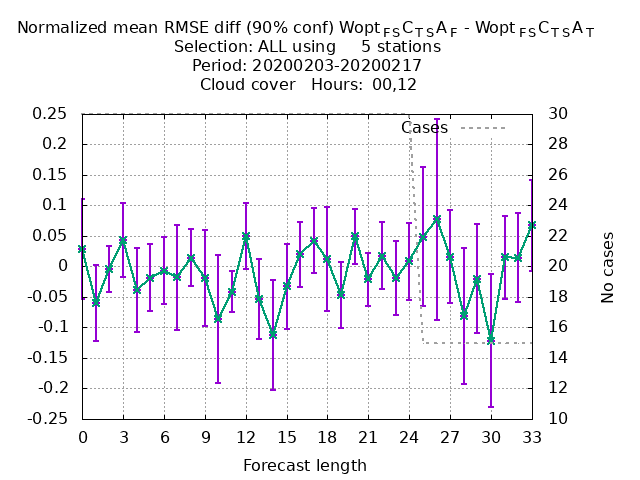 Normalized mean RMSE diff (90% conf) Wopt FS C TS A F - Wopt FS C TS A T
Selection: ALL using 5 stations
Period: 20200203-20200217
Cloud cover Hours: 00,12
0.25
0.2
0.15
0.1
0.05
0
-0.05
-0.1
-0.15
-0.2
-0.25
Cases
30
28
26
24
22
20
18
16
14
12
10
No cases
0 3 6 9 12 15 18 21 24 27 30 33
Forecast length